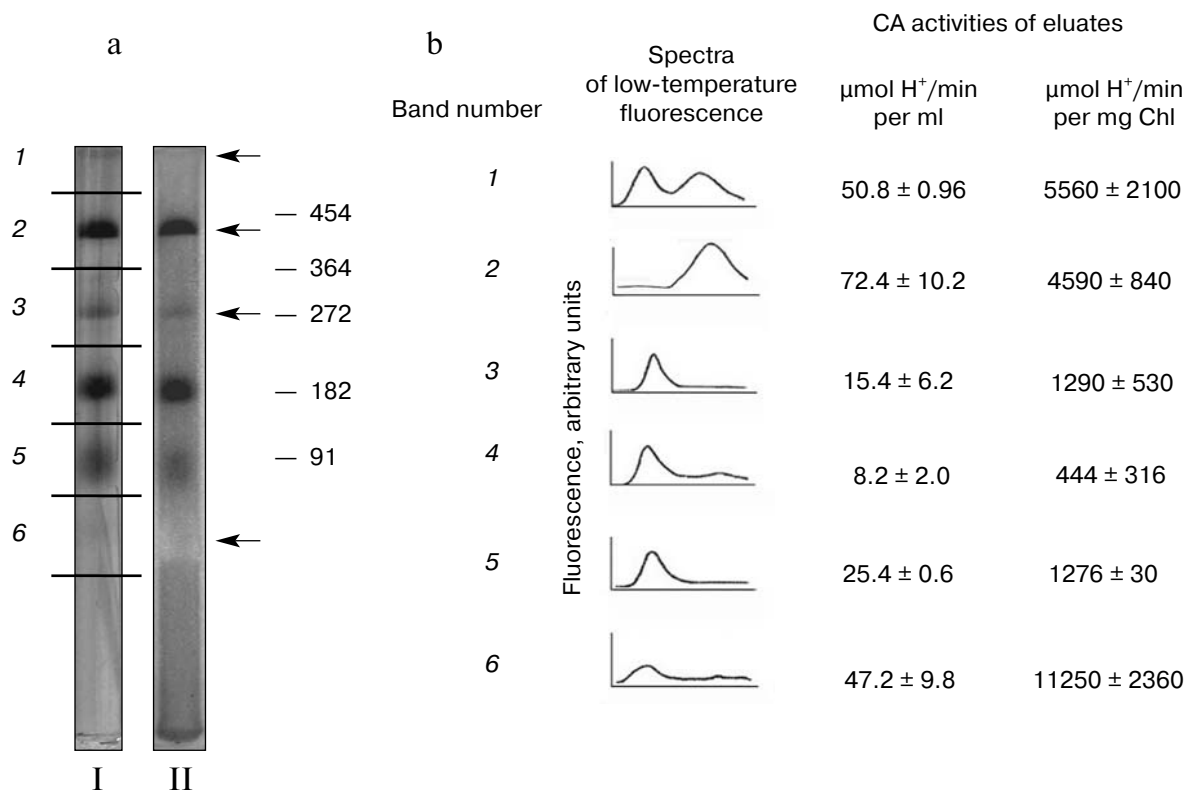 a
1
2
3
4
5
6
454
364
272
182
91
I II
b
Band number
Spectra
of low-temperature
fluorescence
CA activities of eluates
μmol H⁺/min
per ml
μmol H⁺/min
per mg Chl
Fluorescence, arbitrary units
1 50.8 ± 0.96 5560 ± 2100
2 72.4 ± 10.2 4590 ± 840
3 15.4 ± 6.2 1290 ± 530
4 8.2 ± 2.0 444 ± 316
5 25.4 ± 0.6 1276 ± 30
6 47.2 ± 9.8 11250 ± 2360